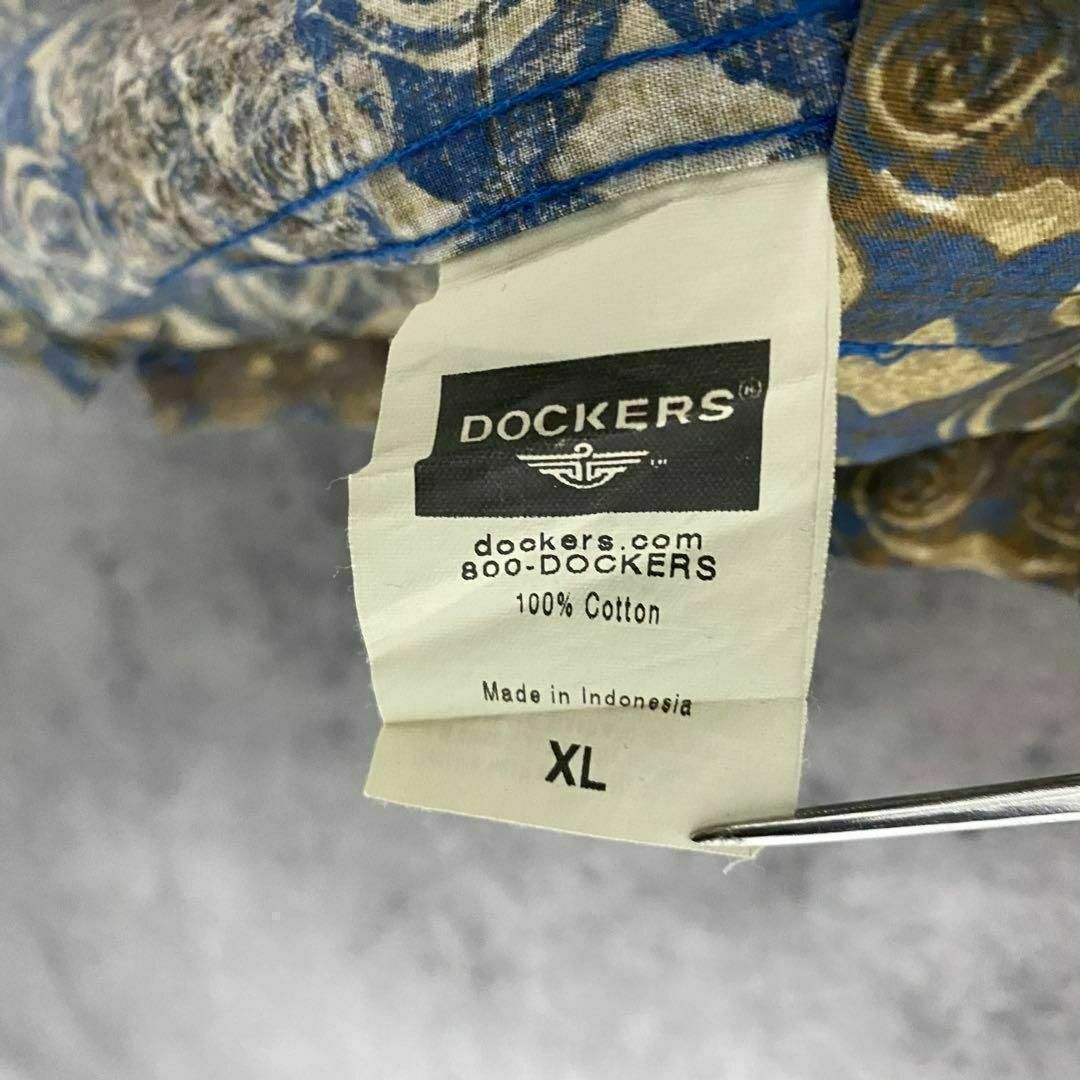 DOCKERS®
™
dockers.com
800-DOCKERS
100% Cotton
Made in Indonesia
XL